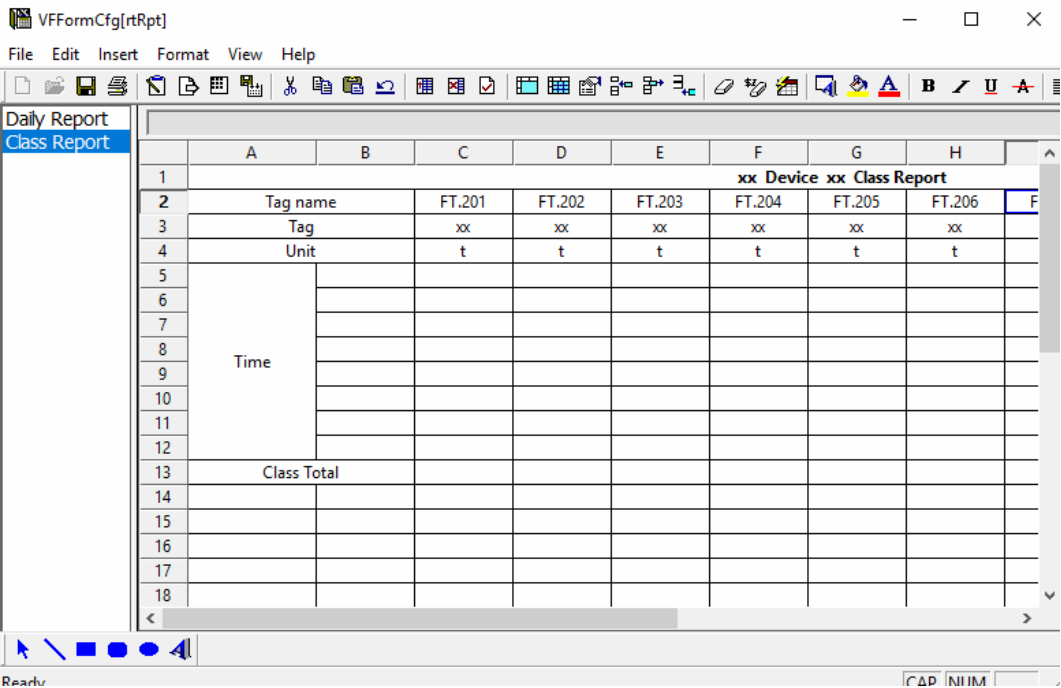 VFFormCfg[rtRpt]
File Edit Insert Format View Help
B U A
Daily Report
Class Report
A B C D E F G H
1 xx Device xx Class Report
2 Tag name FT.201 FT.202 FT.203 FT.204 FT.205 FT.206 F
3 Tag xx xx xx xx xx xx
4 Unit t t t t t t
5
6
7
8
Time
9
10
11
12
13 Class Total
14
15
16
17
18
Ready CAP NUM